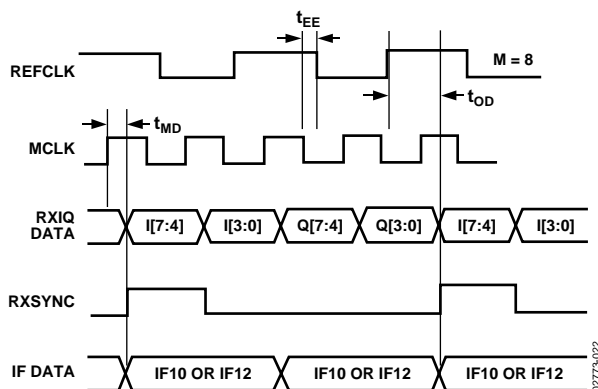 tEE
REFCLK
M = 8
tOD
tMD
MCLK
RXIQ
DATA
I[7:4] I[3:0] Q[7:4] Q[3:0] I[7:4] I[3:0]
RXSYNC
IF DATA
IF10 OR IF12 IF10 OR IF12 IF10 OR IF12